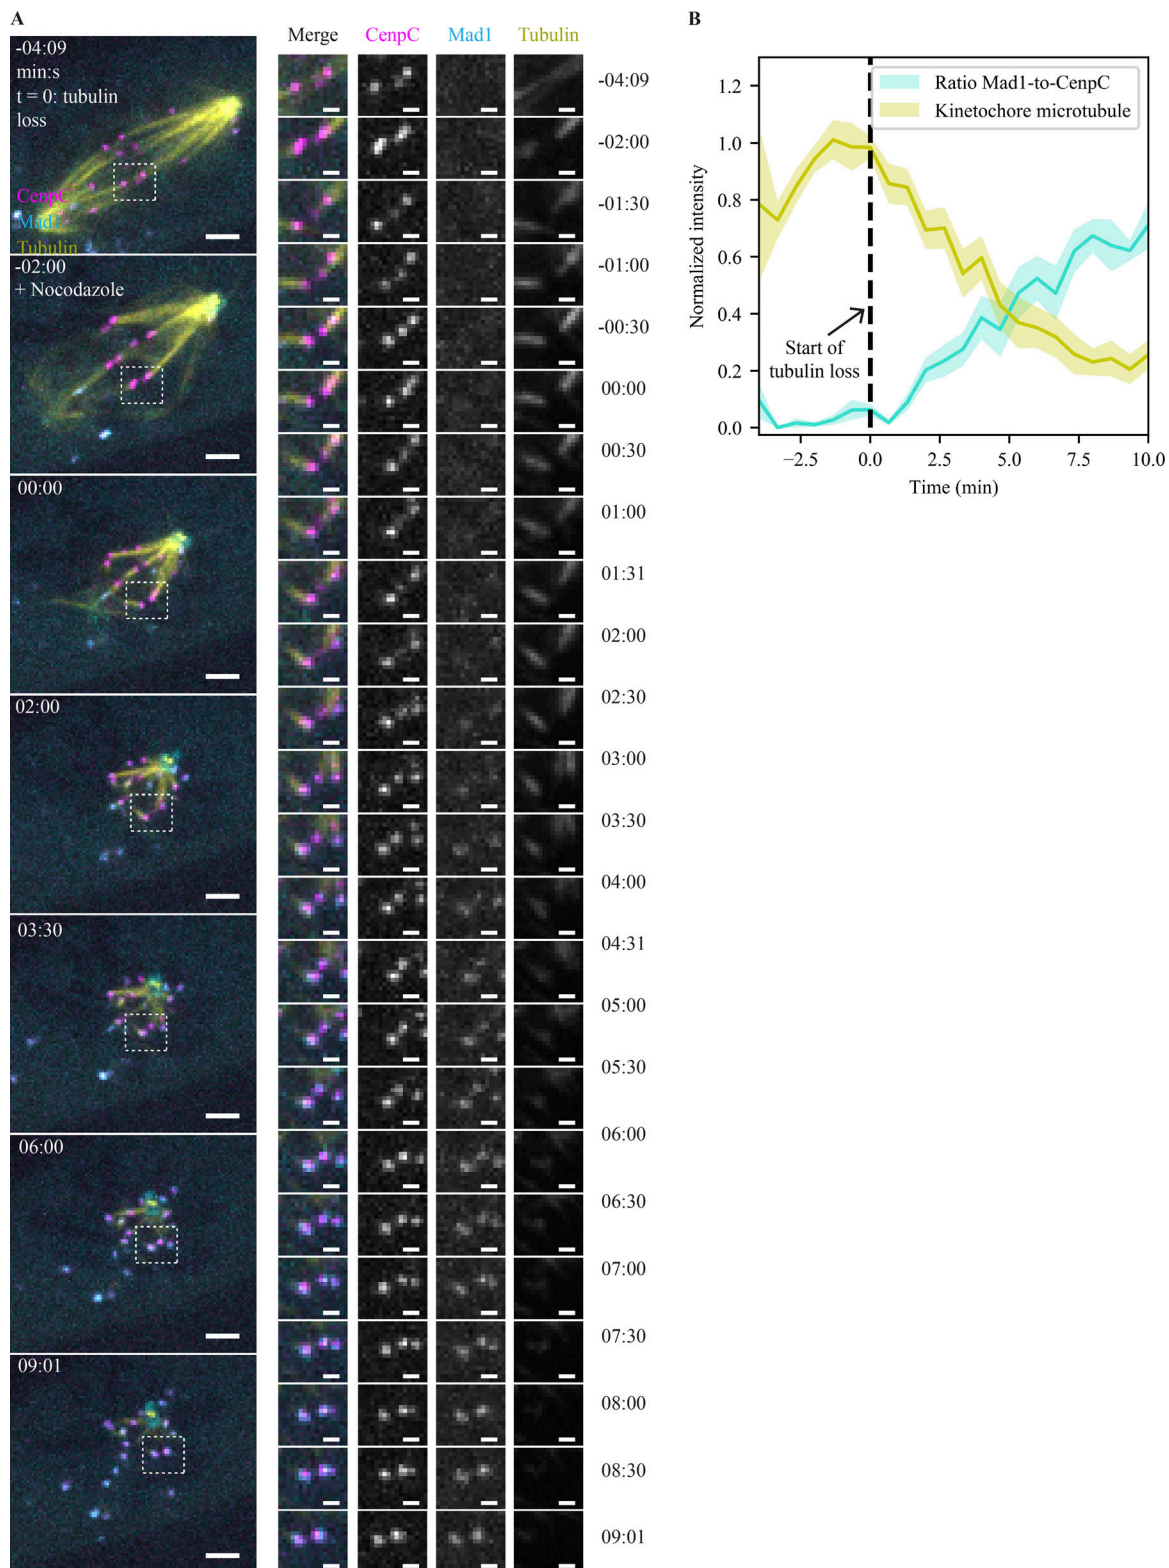 A
-04:09
min:s
t = 0: tubulin
loss
CenpC
Mad1
Tubulin
-02:00
+ Nocodazole
00:00
02:00
03:30
06:00
09:01
Merge CenpC Mad1 Tubulin
-04:09
-02:00
-01:30
-01:00
-00:30
00:00
00:30
01:00
01:31
02:00
02:30
03:00
03:30
04:00
04:31
05:00
05:30
06:00
06:30
07:00
07:30
08:00
08:30
09:01
B
Ratio Mad1-to-CenpC
Kinetochore microtubule
Normalized intensity
1.2
1.0
0.8
0.6
0.4
0.2
0.0
Start of
tubulin loss
−2.5 0.0 2.5 5.0 7.5 10.0
Time (min)